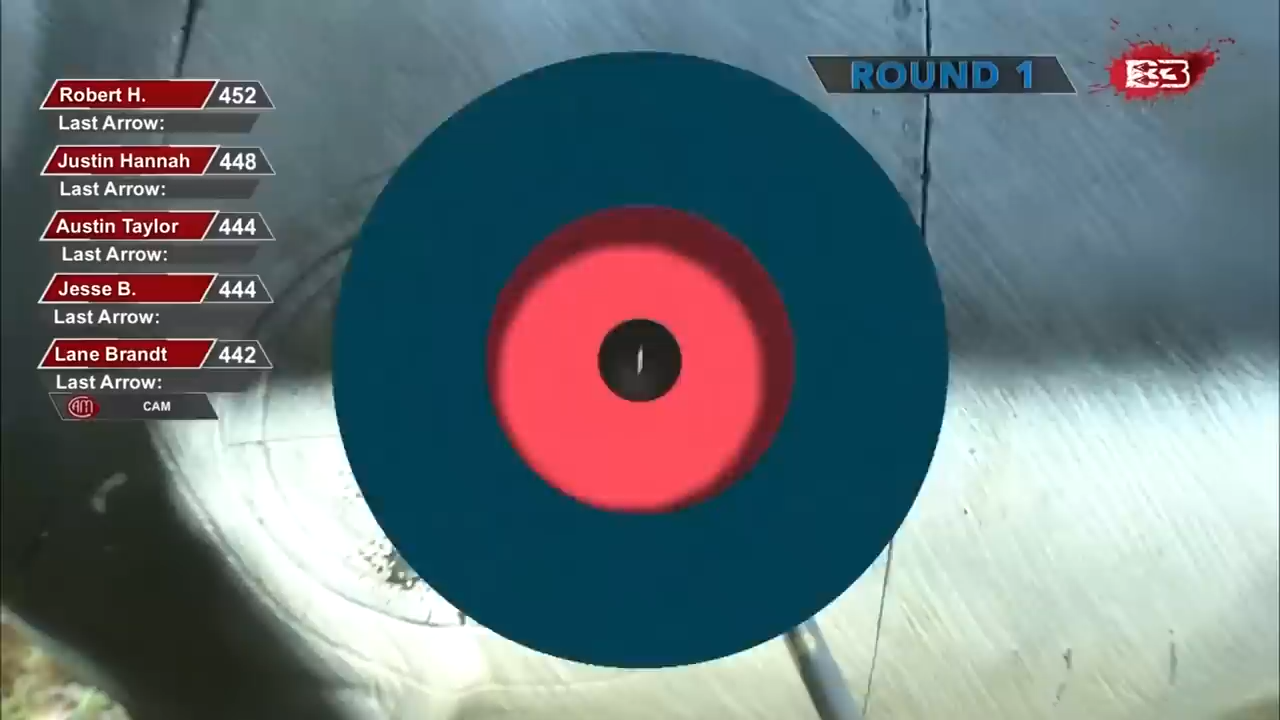 ROUND 1
B3
Robert H. 452
Last Arrow:
Justin Hannah 448
Last Arrow:
Austin Taylor 444
Last Arrow:
Jesse B. 444
Last Arrow:
Lane Brandt 442
Last Arrow:
AM CAM